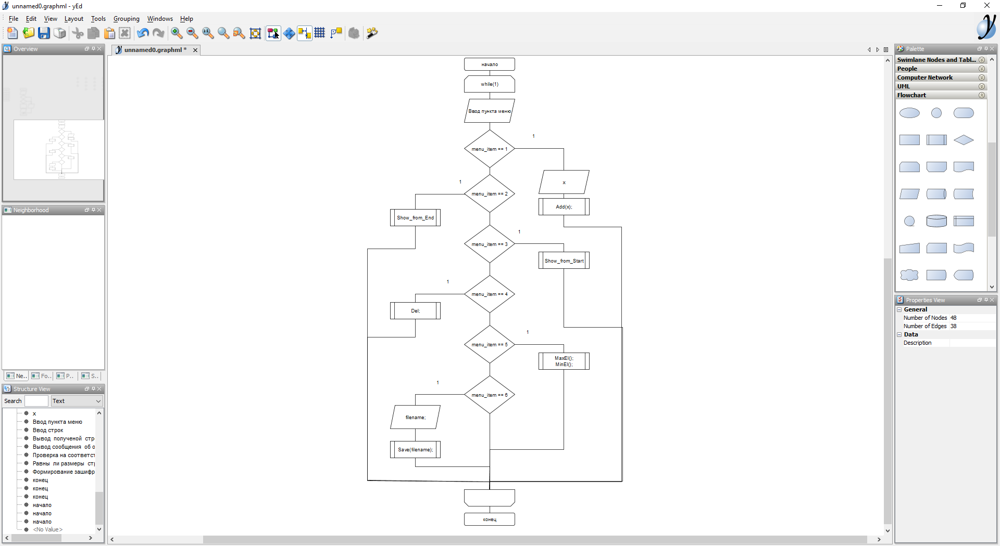 unnamed0.graphml - yEd
File Edit View Layout Tools Grouping Windows Help
Overview
Neighborhood
Ne..
Fo..
P..
S..
Structure View
Search
Text
x
Ввод пункта меню
Ввод строк
Вывод полученой стр
Вывод сообщения об о
Проверка на соответст
Равны ли размеры стр
Формирование зашифр
конец
конец
конец
начало
начало
начало
<No Value>
unnamed0.graphml *
начало
while(1)
Ввод пункта меню
menu_item == 1
1
x
Add(x);
menu_item == 2
1
Show_from_End
menu_item == 3
1
Show_from_Start
menu_item == 4
1
Del;
menu_item == 5
1
MaxEl();
MinEl();
menu_item == 6
1
filename;
Save(filename);
конец
Palette
Swimlane Nodes and Tabl...
People
Computer Network
UML
Flowchart
Properties View
General
Number of Nodes 48
Number of Edges 38
Data
Description